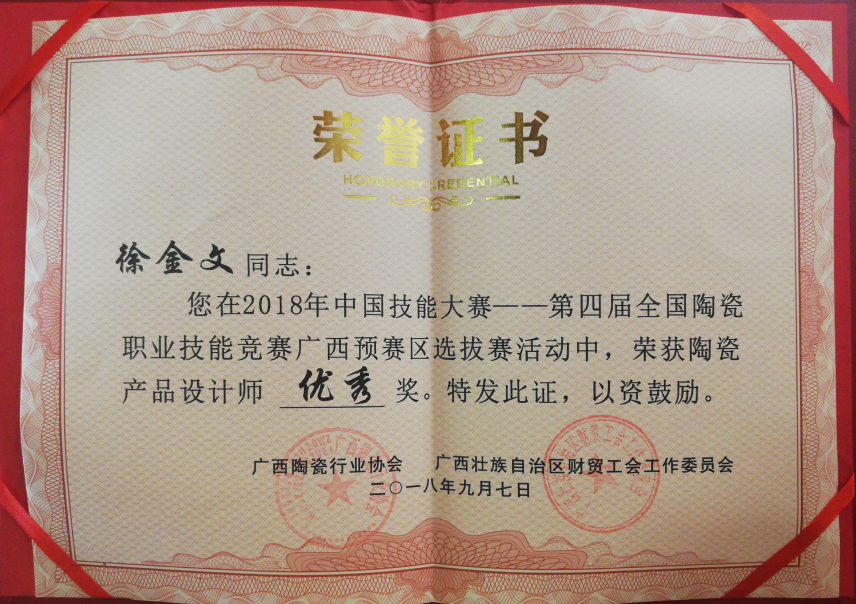 荣誉证书
HONORARY CREDENTIAL
徐金文 同志：
您在2018年中国技能大赛——第四届全国陶瓷
职业技能竞赛广西预赛区选拔赛活动中，荣获陶瓷
产品设计师 优秀 奖。特发此证，以资鼓励。
广西陶瓷行业协会 广西壮族自治区财贸工会工作委员会
二〇一八年九月七日